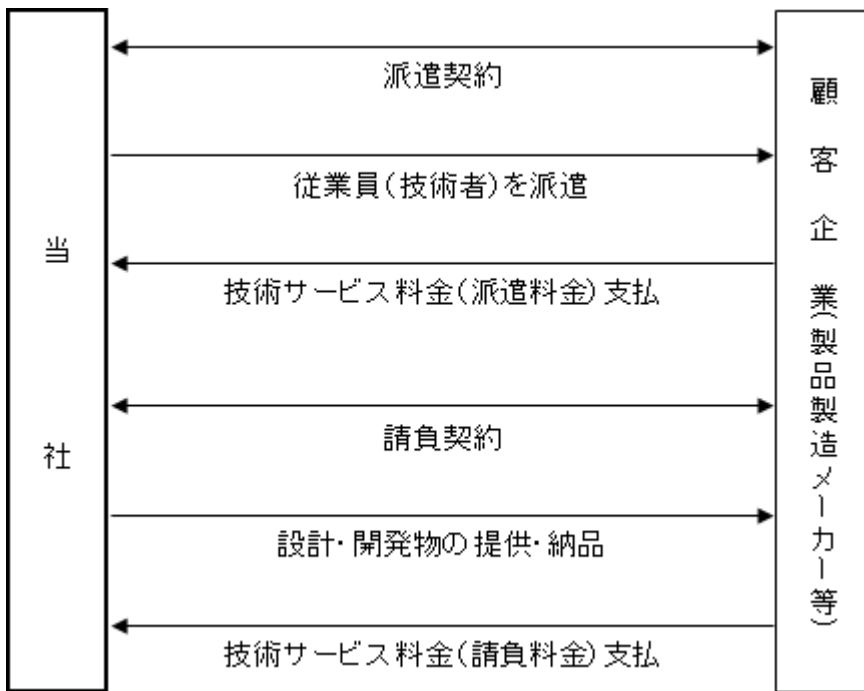 当社
派遣契約
従業員(技術者)を派遣
技術サービス料金(派遣料金)支払
請負契約
設計・開発物の提供・納品
技術サービス料金(請負料金)支払
顧客企業(製品製造メーカー等)